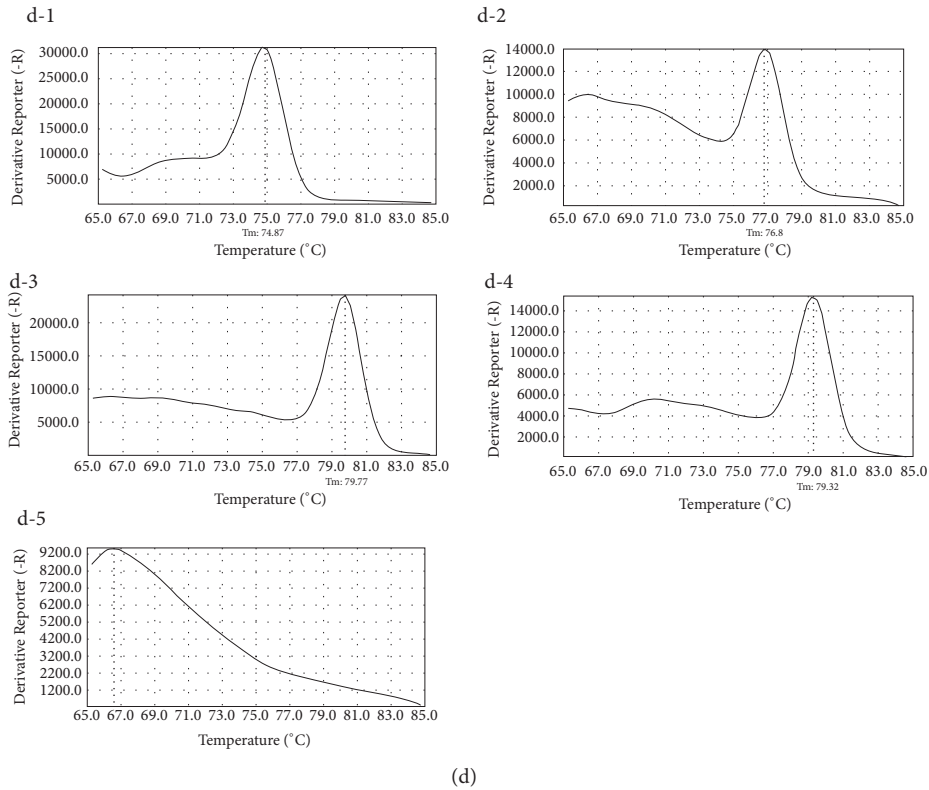 d-1
Derivative Reporter (-R)
30000.0
25000.0
20000.0
15000.0
10000.0
5000.0
65.0 67.0 69.0 71.0 73.0 75.0 77.0 79.0 81.0 83.0 85.0
Tm: 74.87
Temperature (˚C)
d-2
Derivative Reporter (-R)
14000.0
12000.0
10000.0
8000.0
6000.0
4000.0
2000.0
65.0 67.0 69.0 71.0 73.0 75.0 77.0 79.0 81.0 83.0 85.0
Tm: 76.8
Temperature (˚C)
d-3
Derivative Reporter (-R)
20000.0
15000.0
10000.0
5000.0
65.0 67.0 69.0 71.0 73.0 75.0 77.0 79.0 81.0 83.0 85.0
Tm: 79.77
Temperature (˚C)
d-4
Derivative Reporter (-R)
14000.0
12000.0
10000.0
8000.0
6000.0
4000.0
2000.0
65.0 67.0 69.0 71.0 73.0 75.0 77.0 79.0 81.0 83.0 85.0
Tm: 79.32
Temperature (˚C)
d-5
Derivative Reporter (-R)
9200.0
8200.0
7200.0
6200.0
5200.0
4200.0
3200.0
2200.0
1200.0
65.0 67.0 69.0 71.0 73.0 75.0 77.0 79.0 81.0 83.0 85.0
Temperature (˚C)
(d)